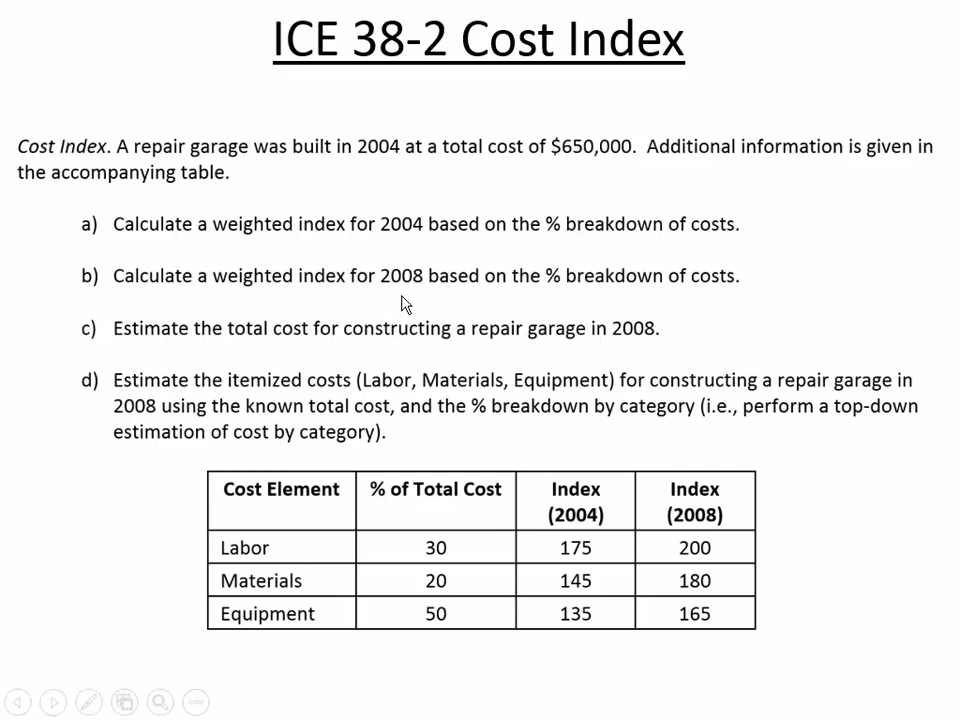 ICE 38-2 Cost Index
Cost Index. A repair garage was built in 2004 at a total cost of $650,000. Additional information is given in
the accompanying table.
a) Calculate a weighted index for 2004 based on the % breakdown of costs.
b) Calculate a weighted index for 2008 based on the % breakdown of costs.
c) Estimate the total cost for constructing a repair garage in 2008.
d) Estimate the itemized costs (Labor, Materials, Equipment) for constructing a repair garage in
2008 using the known total cost, and the % breakdown by category (i.e., perform a top-down
estimation of cost by category).
Cost Element % of Total Cost Index Index
(2004) (2008)
Labor 30 175 200
Materials 20 145 180
Equipment 50 135 165